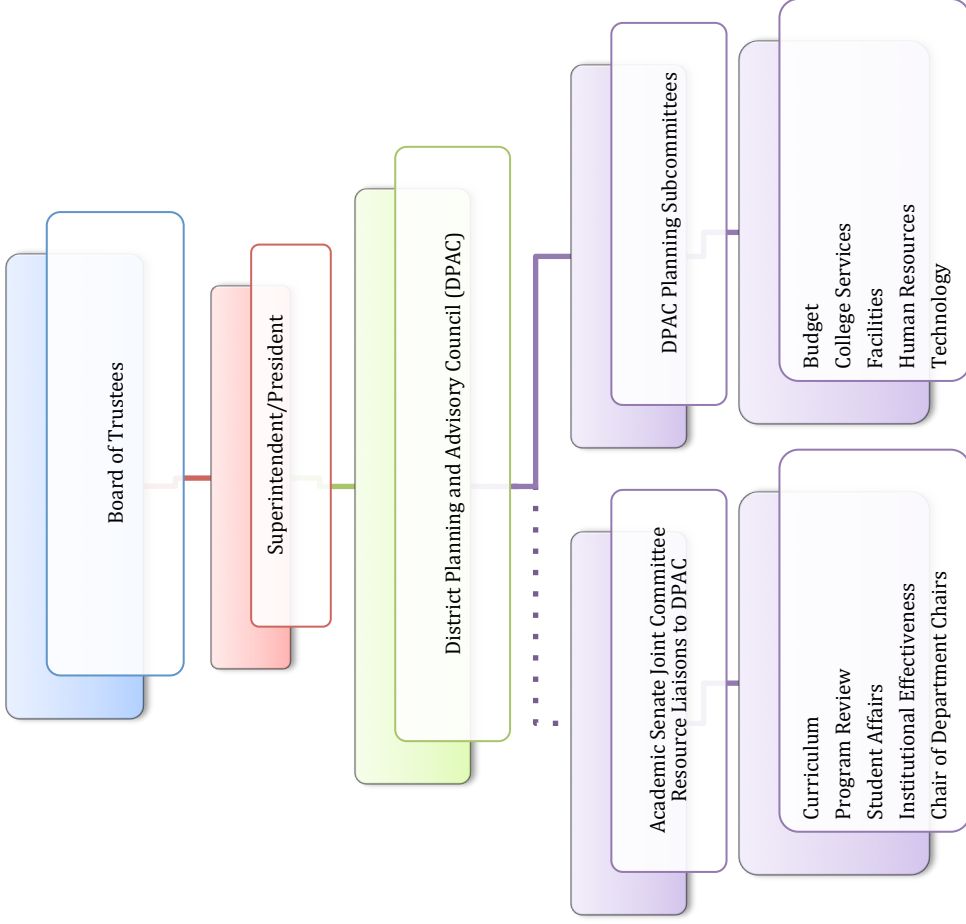 Board of Trustees
Superintendent/President
District Planning and Advisory Council (DPAC)
Academic Senate Joint Committee
Resource Liaisons to DPAC
DPAC Planning Subcommittees
Curriculum
Program Review
Student Affairs
Institutional Effectiveness
Chair of Department Chairs
Budget
College Services
Facilities
Human Resources
Technology